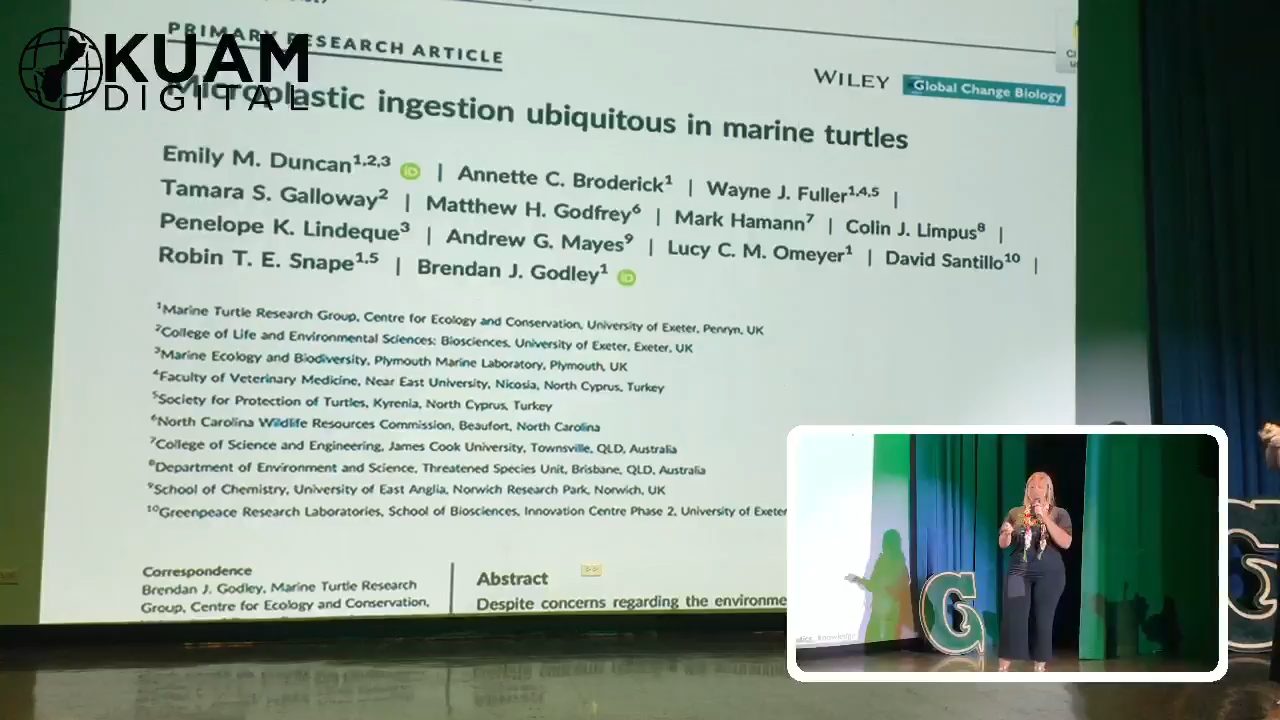 KUAM
DIGITAL
PRIMARY RESEARCH ARTICLE
WILEY Global Change Biology
Microplastic ingestion ubiquitous in marine turtles
Emily M. Duncan1,2,3 | Annette C. Broderick1 | Wayne J. Fuller1,4,5 |
Tamara S. Galloway2 | Matthew H. Godfrey6 | Mark Hamann7 | Colin J. Limpus8 |
Penelope K. Lindeque3 | Andrew G. Mayes9 | Lucy C. M. Omeyer1 | David Santillo10 |
Robin T. E. Snape1,5 | Brendan J. Godley1
1Marine Turtle Research Group, Centre for Ecology and Conservation, University of Exeter, Penryn, UK
2College of Life and Environmental Sciences: Biosciences, University of Exeter, Exeter, UK
3Marine Ecology and Biodiversity, Plymouth Marine Laboratory, Plymouth, UK
4Faculty of Veterinary Medicine, Near East University, Nicosia, North Cyprus, Turkey
5Society for Protection of Turtles, Kyrenia, North Cyprus, Turkey
6North Carolina Wildlife Resources Commission, Beaufort, North Carolina
7College of Science and Engineering, James Cook University, Townsville, QLD, Australia
8Department of Environment and Science, Threatened Species Unit, Brisbane, QLD, Australia
9School of Chemistry, University of East Anglia, Norwich Research Park, Norwich, UK
10Greenpeace Research Laboratories, School of Biosciences, Innovation Centre Phase 2, University of Exeter
Correspondence
Brendan J. Godley, Marine Turtle Research
Group, Centre for Ecology and Conservation,
Abstract
Despite concerns regarding the environme
G
G